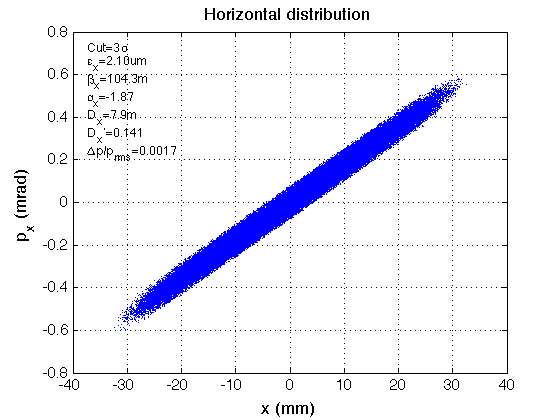 Horizontal distribution
0.8
0.6
0.4
0.2
0
-0.2
-0.4
-0.6
-0.8
Cut=3σ
εx=2.10um
βx=104.3m
αx=-1.87
Dx=7.9m
Dx'=0.141
Δp/prms=0.0017
px (mrad)
-40 -30 -20 -10 0 10 20 30 40
x (mm)